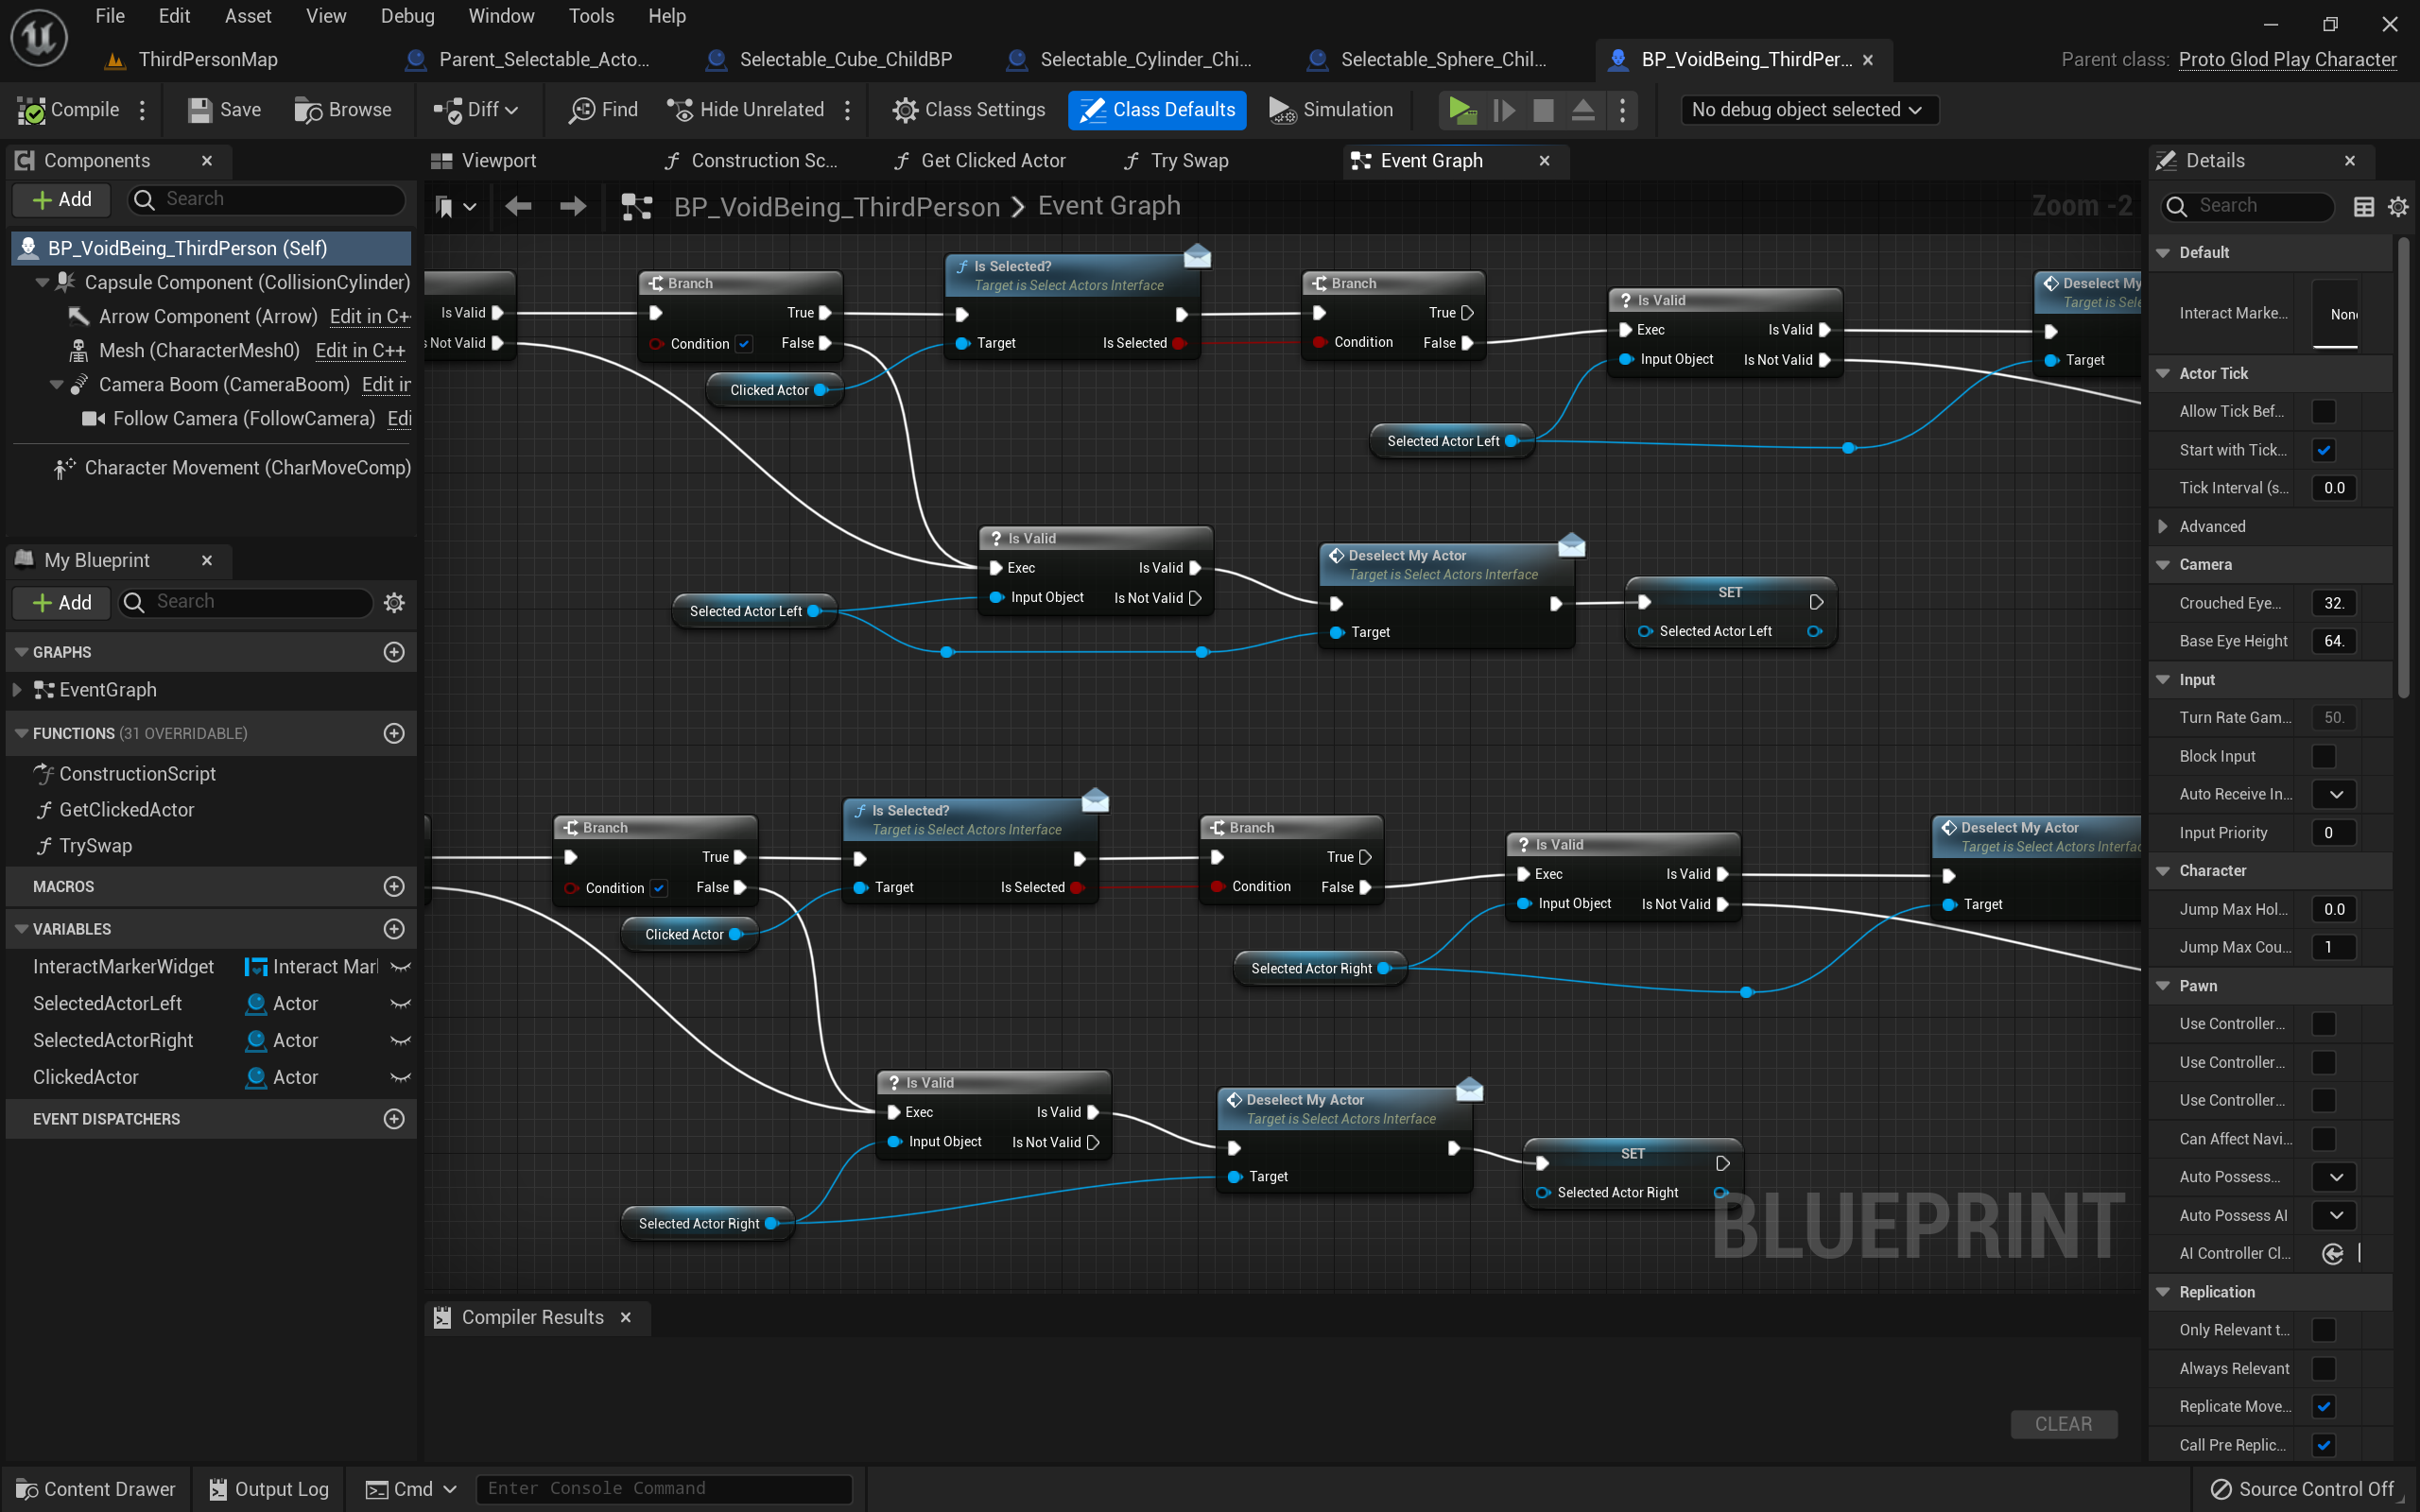 File Edit Asset View Debug Window Tools Help
ThirdPersonMap Parent_Selectable_Acto... Selectable_Cube_ChildBP Selectable_Cylinder_Chi... Selectable_Sphere_Chil... BP_VoidBeing_ThirdPer... Parent class: Proto Glod Play Character
Compile Save Browse Diff Find Hide Unrelated Class Settings Class Defaults Simulation No debug object selected
Components
Add Search
BP_VoidBeing_ThirdPerson (Self)
Capsule Component (CollisionCylinder)
Arrow Component (Arrow) Edit in C+
Mesh (CharacterMesh0) Edit in C++
Camera Boom (CameraBoom) Edit in
Follow Camera (FollowCamera) Edi
Character Movement (CharMoveComp)
My Blueprint
Add Search
GRAPHS
EventGraph
FUNCTIONS (31 OVERRIDABLE)
ConstructionScript
GetClickedActor
TrySwap
MACROS
VARIABLES
InteractMarkerWidget Interact Mar
SelectedActorLeft Actor
SelectedActorRight Actor
ClickedActor Actor
EVENT DISPATCHERS
Viewport Construction Sc... Get Clicked Actor Try Swap Event Graph
BP_VoidBeing_ThirdPerson > Event Graph Zoom -2
Is Valid
s Not Valid
Branch
True
Condition False
Clicked Actor
Is Selected?
Target is Select Actors Interface
Target Is Selected
Branch
True
Condition False
Is Valid
Exec Is Valid
Input Object Is Not Valid
Selected Actor Left
Deselect My
Target is Sele
Target
Is Valid
Exec Is Valid
Input Object Is Not Valid
Selected Actor Left
Deselect My Actor
Target is Select Actors Interface
Target
SET
Selected Actor Left
Branch
True
Condition False
Clicked Actor
Is Selected?
Target is Select Actors Interface
Target Is Selected
Branch
True
Condition False
Is Valid
Exec Is Valid
Input Object Is Not Valid
Selected Actor Right
Deselect My Actor
Target is Select Actors Interfac
Target
Is Valid
Exec Is Valid
Input Object Is Not Valid
Selected Actor Right
Deselect My Actor
Target is Select Actors Interface
Target
SET
Selected Actor Right
BLUEPRINT
Compiler Results
CLEAR
Details
Search
Default
Interact Marke... Non
Actor Tick
Allow Tick Bef...
Start with Tick...
Tick Interval (s... 0.0
Advanced
Camera
Crouched Eye... 32.
Base Eye Height 64.
Input
Turn Rate Gam... 50.
Block Input
Auto Receive In...
Input Priority 0
Character
Jump Max Hol... 0.0
Jump Max Cou... 1
Pawn
Use Controller...
Use Controller...
Use Controller...
Can Affect Navi...
Auto Possess...
Auto Possess AI
AI Controller Cl...
Replication
Only Relevant t...
Always Relevant
Replicate Move...
Call Pre Replic...
Content Drawer Output Log Cmd Enter Console Command Source Control Off